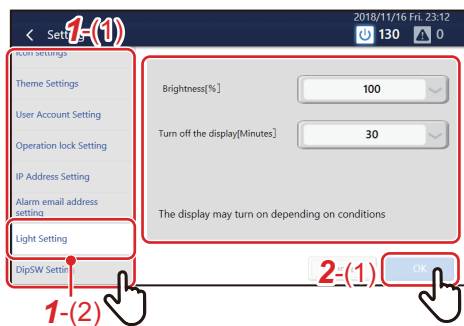 2018/11/16 Fri. 23:12
1-(1)
130
0
Icon settings
Theme Settings
User Account Setting
Operation lock Setting
IP Address Setting
Alarm email address
setting
Light Setting
DipSW Setting
Brightness[%]
100
Turn off the display[Minutes]
30
The display may turn on depending on conditions
2-(1)
OK
1-(2)